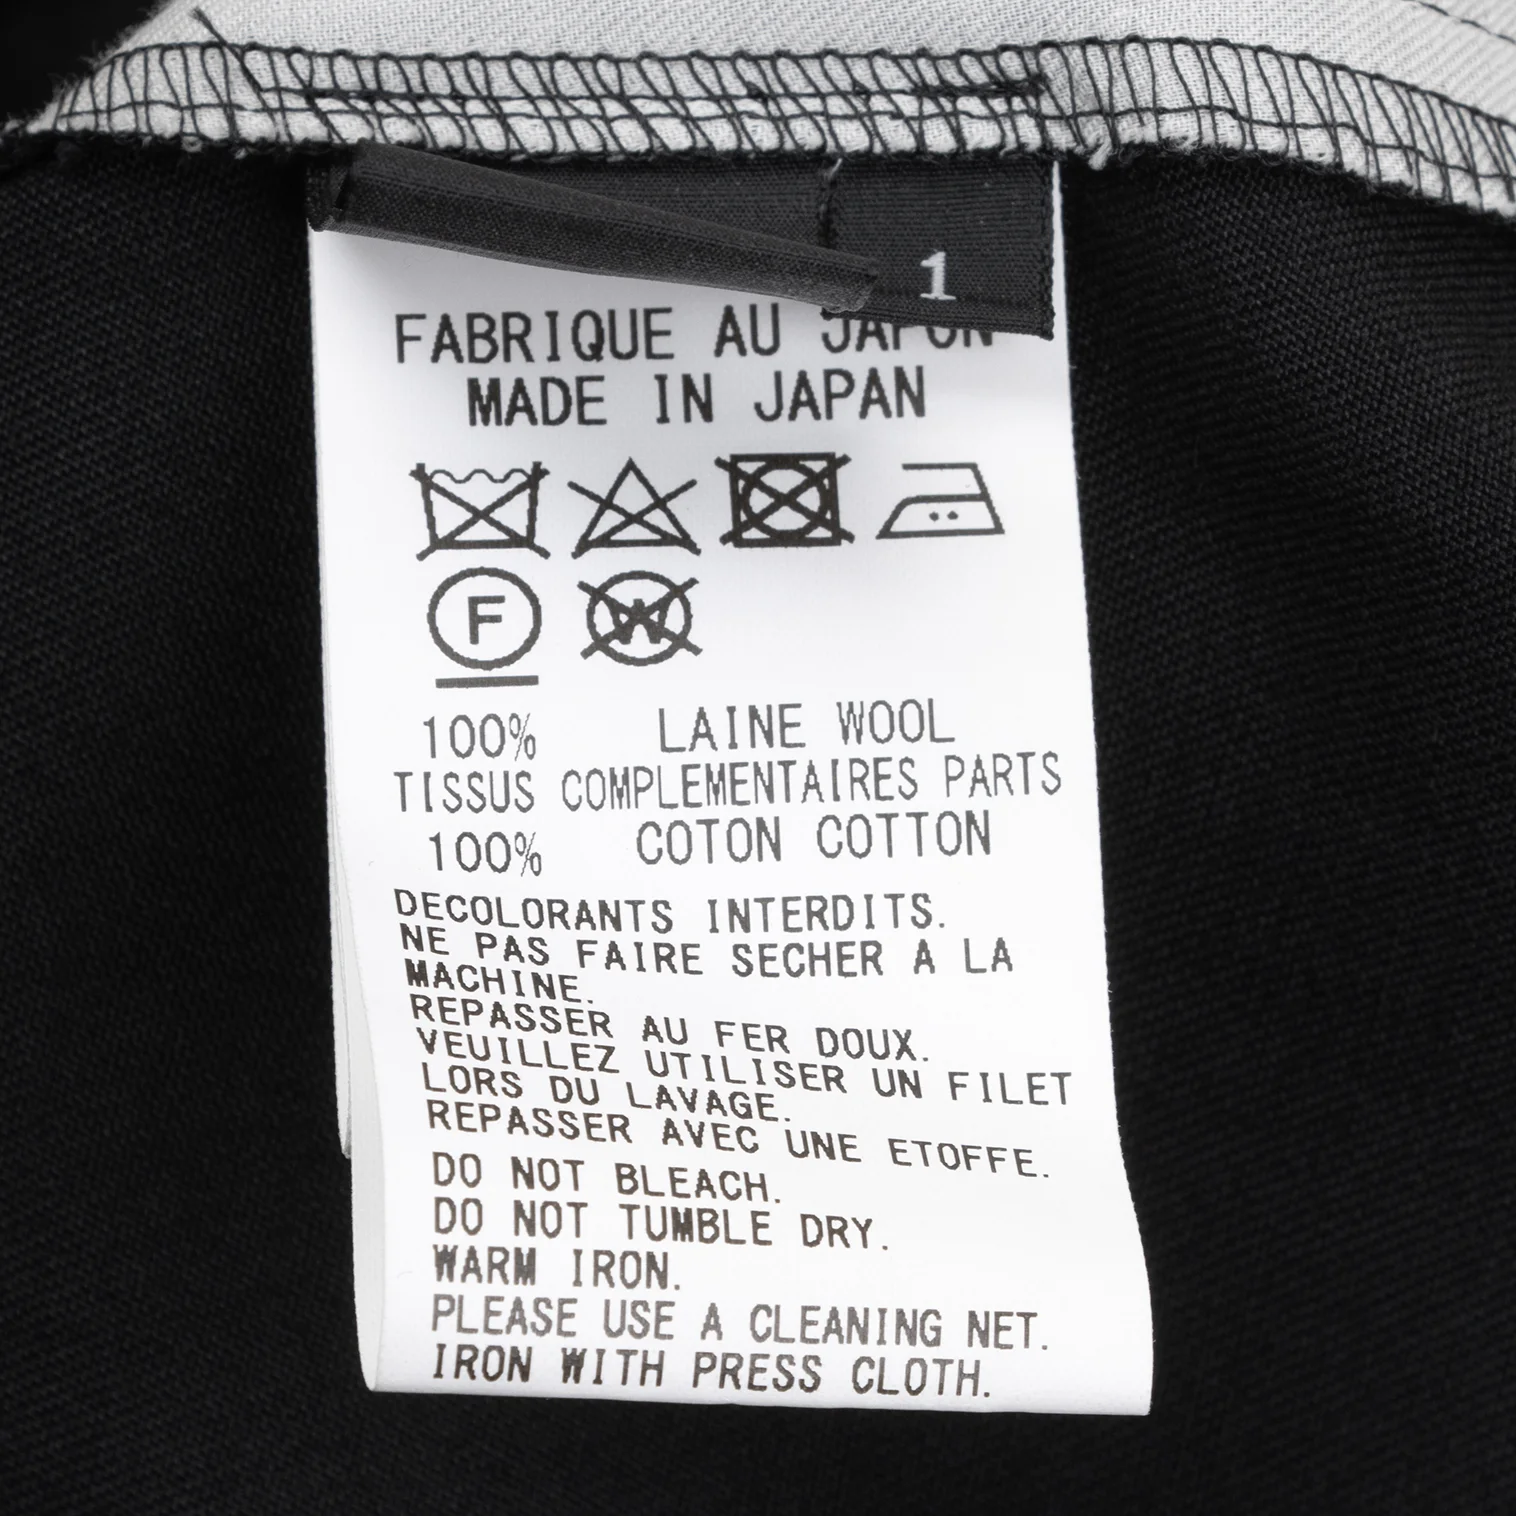 1
FABRIQUE AU JAPON
MADE IN JAPAN
F
W
100% LAINE WOOL
TISSUS COMPLEMENTAIRES PARTS
100% COTON COTTON
DECOLORANTS INTERDITS.
NE PAS FAIRE SECHER A LA
MACHINE.
REPASSER AU FER DOUX.
VEUILLEZ UTILISER UN FILET
LORS DU LAVAGE.
REPASSER AVEC UNE ETOFFE.
DO NOT BLEACH.
DO NOT TUMBLE DRY.
WARM IRON.
PLEASE USE A CLEANING NET.
IRON WITH PRESS CLOTH.